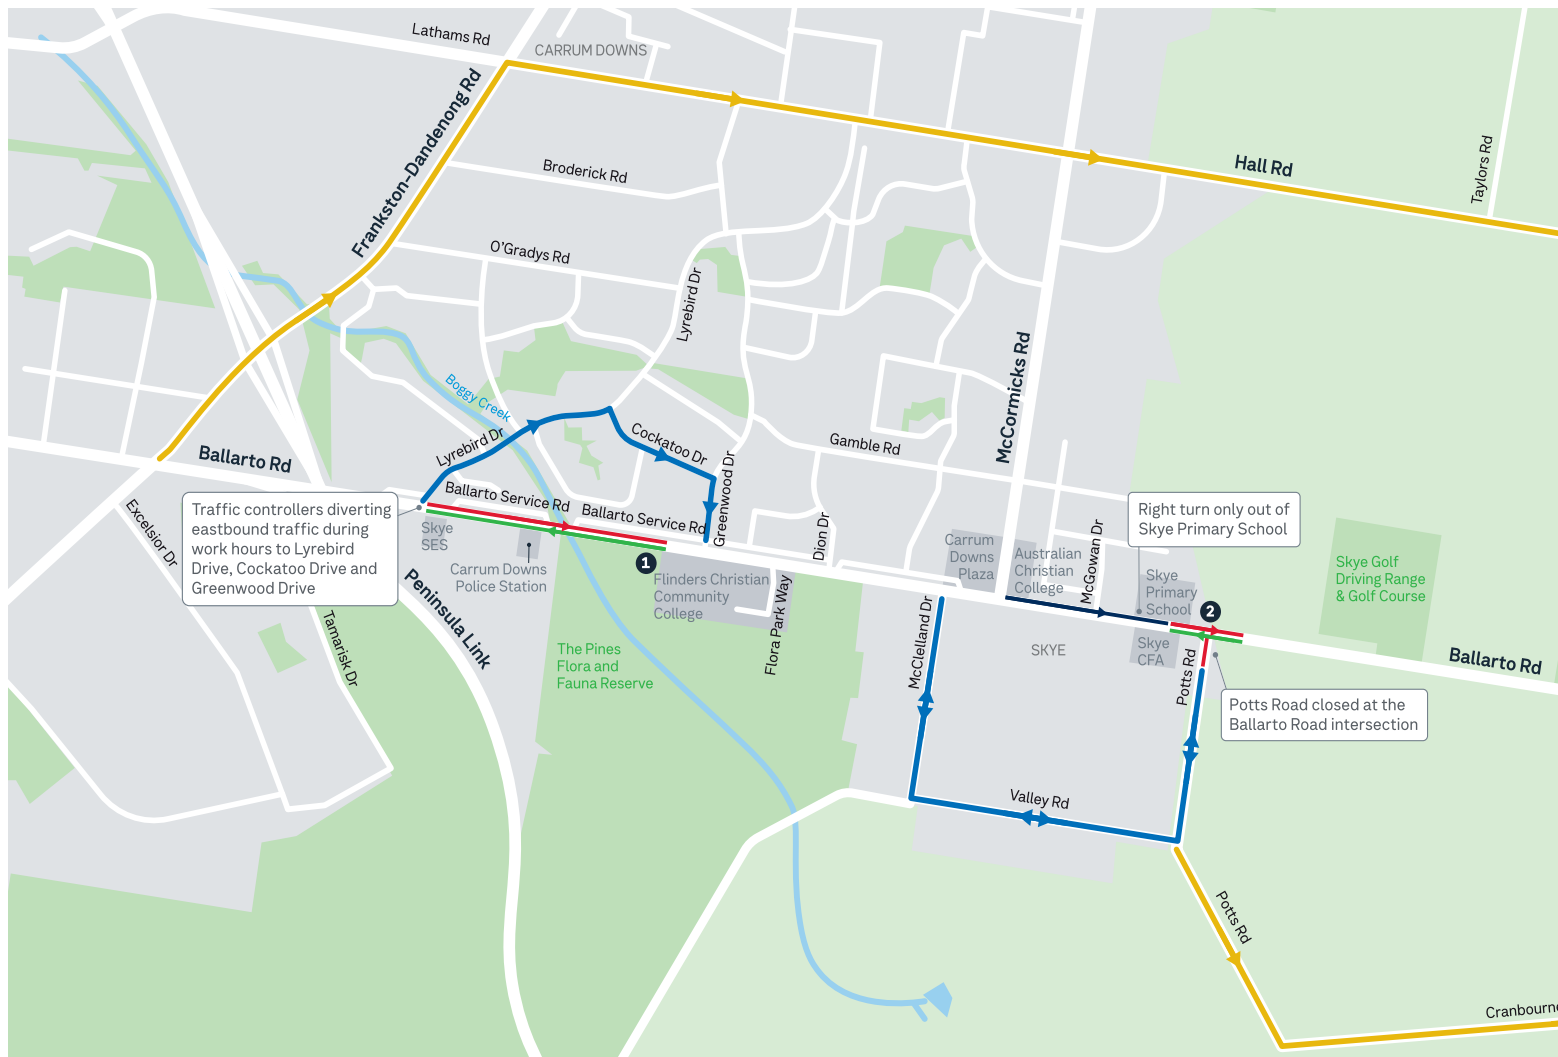 Lathams Rd
CARRUM DOWNS
Frankston-Dandenong Rd
Hall Rd
Taylors Rd
Broderick Rd
O'Gradys Rd
Lyrebird Dr
McCormicks Rd
Boggy Creek
Lyrebird Dr
Cockatoo Dr
Gamble Rd
Greenwood Dr
Ballarto Rd
Ballarto Service Rd
Ballarto Service Rd
Dion Dr
Excelsior Dr
Traffic controllers diverting
eastbound traffic during
work hours to Lyrebird
Drive, Cockatoo Drive and
Greenwood Drive
Skye
SES
Carrum Downs
Police Station
1
Flinders Christian
Community
College
Flora Park Way
Carrum
Downs
Plaza
Australian
Christian
College
McGowan Dr
Right turn only out of
Skye Primary School
Skye
Primary
School
2
Skye Golf
Driving Range
& Golf Course
Peninsula Link
Tamarisk Dr
The Pines
Flora and
Fauna Reserve
McClelland Dr
SKYE
Skye
CFA
Potts Rd
Ballarto Rd
Potts Road closed at the
Ballarto Road intersection
Valley Rd
Potts Rd
Cranbourne